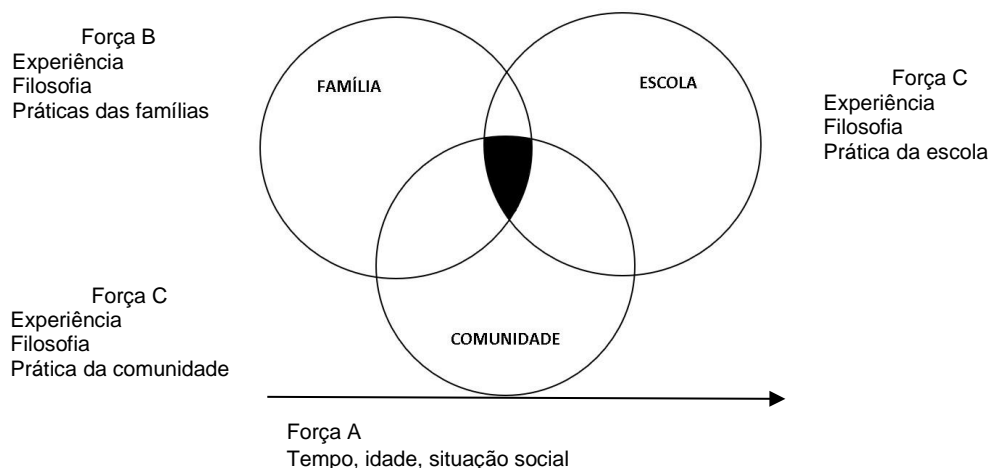 Força B
Experiência
Filosofia
Práticas das famílias
FAMÍLIA
ESCOLA
Força C
Experiência
Filosofia
Prática da escola
Força C
Experiência
Filosofia
Prática da comunidade
COMUNIDADE
Força A
Tempo, idade, situação social